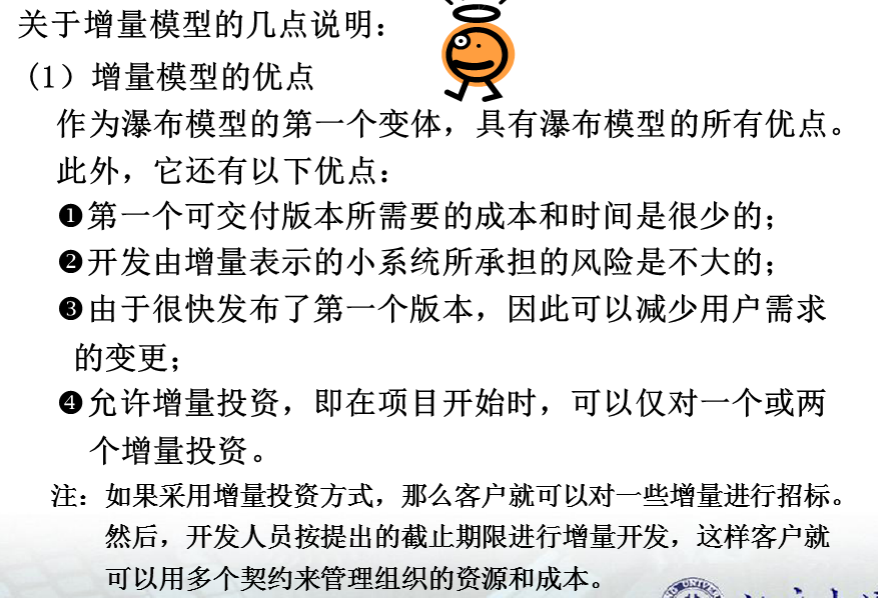 关于增量模型的几点说明：
（1）增量模型的优点
作为瀑布模型的第一个变体，具有瀑布模型的所有优点。
此外，它还有以下优点：
❶第一个可交付版本所需要的成本和时间是很少的；
❷开发由增量表示的小系统所承担的风险是不大的；
❸由于很快发布了第一个版本，因此可以减少用户需求
的变更；
❹允许增量投资，即在项目开始时，可以仅对一个或两
个增量投资。
注：如果采用增量投资方式，那么客户就可以对一些增量进行招标。
然后，开发人员按提出的截止期限进行增量开发，这样客户就
可以用多个契约来管理组织的资源和成本。